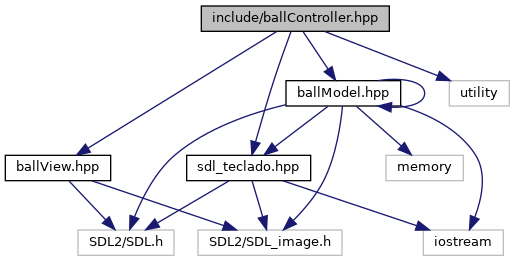 include/ballController.hpp
ballModel.hpp
utility
ballView.hpp
sdl_teclado.hpp
memory
SDL2/SDL.h
SDL2/SDL_image.h
iostream